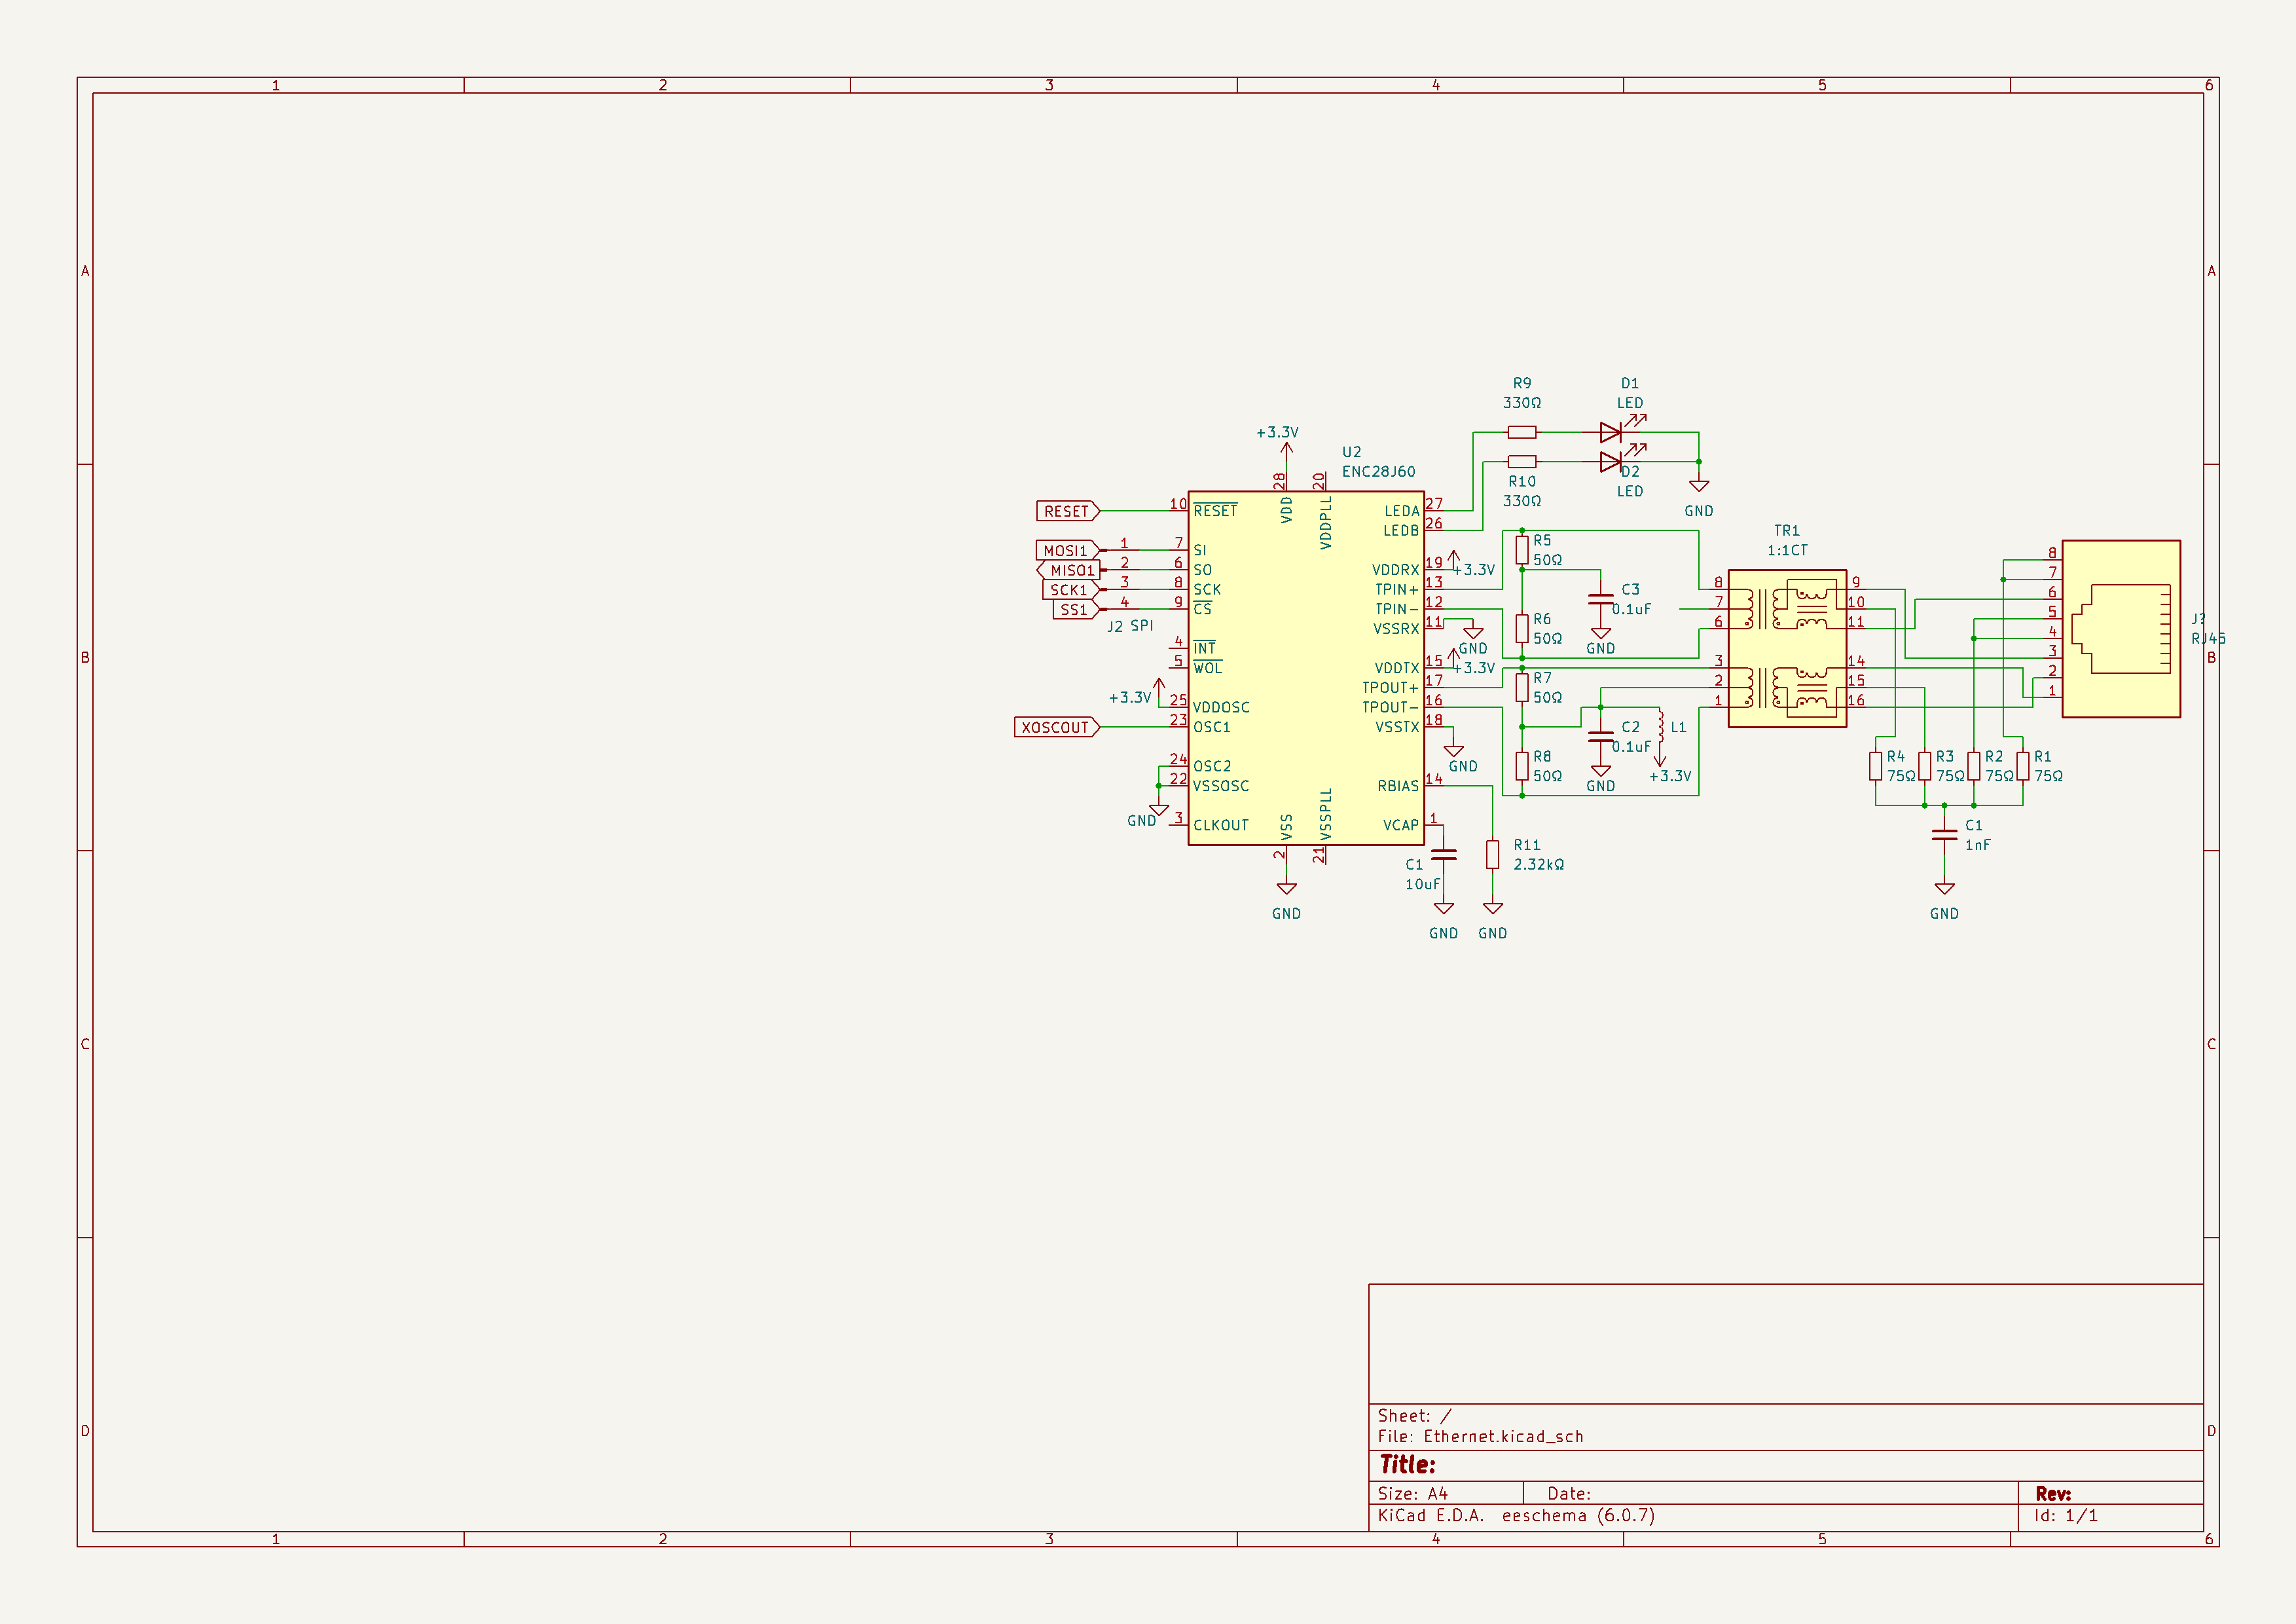 1 2 3 4 5 6
A A
R9 D1
330Ω LED
+3.3V
U2
ENC28J60
D2
R10 LED
330Ω
GND
28 VDD 20 VDDPLL
RESET 10 RESET LEDA 27
LEDB 26
MOSI1 1 7 SI
MISO1 2 6 SO
SCK1 3 8 SCK
SS1 4 9 CS
J2 SPI
4 INT
5 WOL
+3.3V
25 VDDOSC
XOSCOUT 23 OSC1
24 OSC2
22 VSSOSC
GND
3 CLKOUT
VSS 2 VSSPLL 21
GND
VDDRX 19 +3.3V
TPIN+ 13
TPIN- 12
VSSRX 11
GND
VDDTX 15 +3.3V
TPOUT+ 17
TPOUT- 16
VSSTX 18
GND
RBIAS 14
VCAP 1
C1
10uF
GND
R11
2.32kΩ
GND
R5
50Ω
R6
50Ω
C3
0.1uF
GND
R7
50Ω
R8
50Ω
C2
0.1uF
GND
L1
+3.3V
TR1
1:1CT
8 9
7 10
6 11
3 14
2 15
1 16
8
7
6
5
4
3
2
1
J?
RJ45
R4 R3 R2 R1
75Ω 75Ω 75Ω 75Ω
C1
1nF
GND
B B
C C
D D
Sheet: /
File: Ethernet.kicad_sch
Title:
Size: A4 Date: Rev:
KiCad E.D.A. eeschema (6.0.7) Id: 1/1
1 2 3 4 5 6